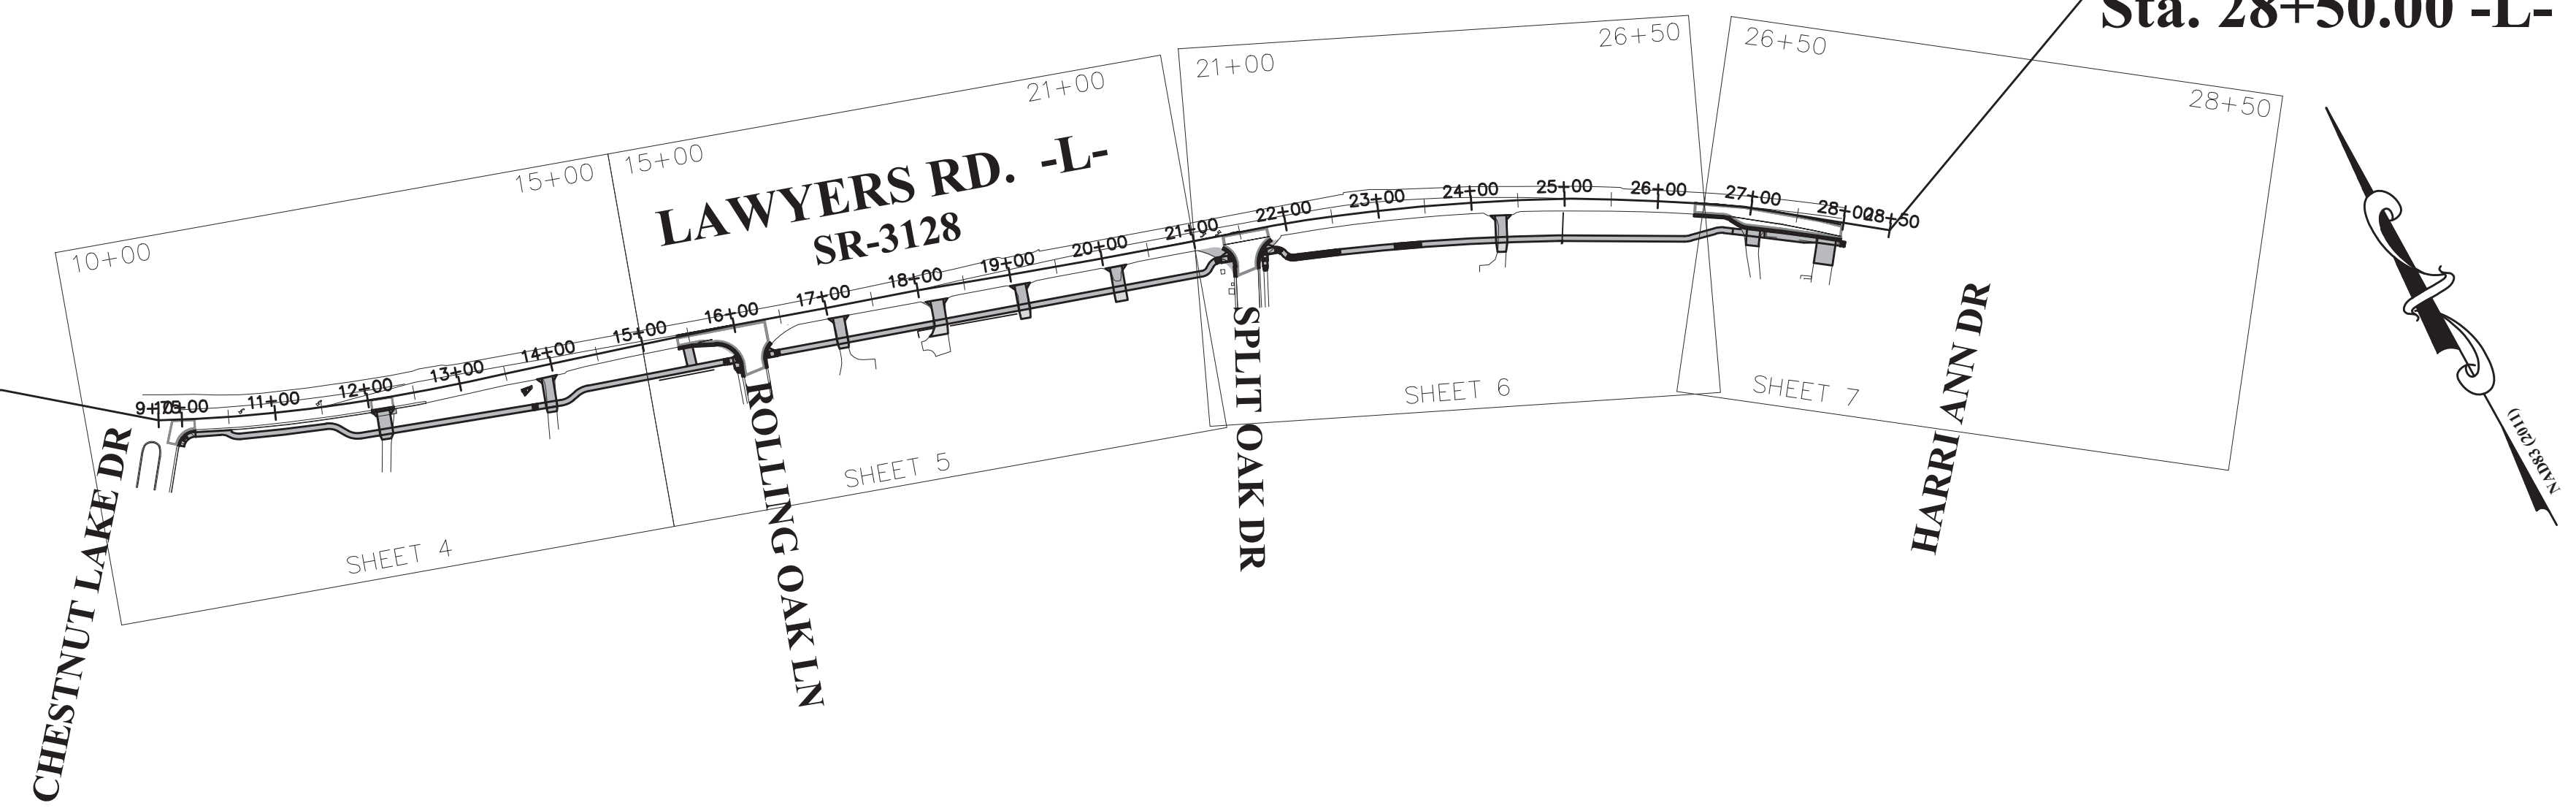 Sta. 28+50.00 -L-
26+50
26+50
21+00
21+00
28+50
15+00
15+00
LAWYERS RD. -L-
SR-3128
10+00
11+00
12+00
13+00
14+00
15+00
16+00
17+00
18+00
19+00
20+00
21+00
22+00
23+00
24+00
25+00
26+00
27+00
28+00
28+50
CHESTNUT LAKE DR
ROLLING OAK LN
SPLIT OAK DR
HARRI ANN DR
SHEET 4
SHEET 5
SHEET 6
SHEET 7
NAD83 (2011)